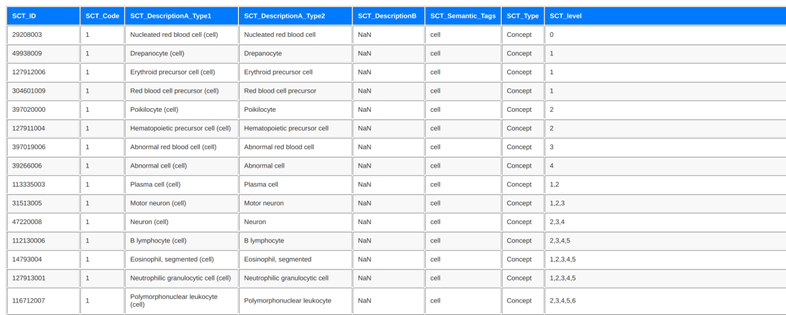 SCT_ID SCT_Code SCT_DescriptionA_Type1 SCT_DescriptionA_Type2 SCT_DescriptionB SCT_Semantic_Tags SCT_Type SCT_level
29208003 1 Nucleated red blood cell (cell) Nucleated red blood cell NaN cell Concept 0
49938009 1 Drepanocyte (cell) Drepanocyte NaN cell Concept 1
127912006 1 Erythroid precursor cell (cell) Erythroid precursor cell NaN cell Concept 1
304601009 1 Red blood cell precursor (cell) Red blood cell precursor NaN cell Concept 1
397020000 1 Poikilocyte (cell) Poikilocyte NaN cell Concept 2
127911004 1 Hematopoietic precursor cell (cell) Hematopoietic precursor cell NaN cell Concept 2
397019006 1 Abnormal red blood cell (cell) Abnormal red blood cell NaN cell Concept 3
39266006 1 Abnormal cell (cell) Abnormal cell NaN cell Concept 4
113335003 1 Plasma cell (cell) Plasma cell NaN cell Concept 1,2
31513005 1 Motor neuron (cell) Motor neuron NaN cell Concept 1,2,3
47220008 1 Neuron (cell) Neuron NaN cell Concept 2,3,4
112130006 1 B lymphocyte (cell) B lymphocyte NaN cell Concept 2,3,4,5
14793004 1 Eosinophil, segmented (cell) Eosinophil, segmented NaN cell Concept 1,2,3,4,5
127913001 1 Neutrophilic granulocytic cell (cell) Neutrophilic granulocytic cell NaN cell Concept 1,2,3,4,5
116712007 1 Polymorphonuclear leukocyte (cell) Polymorphonuclear leukocyte NaN cell Concept 2,3,4,5,6